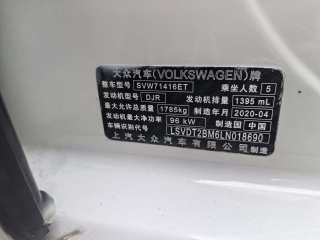 大众汽车(VOLKSWAGEN)牌
整车型号 SVW71416ET 乘坐人数 5
发动机型号 DJR 发动机排量 1395 mL
最大允许总质量 1785kg 制造年月 2020-04
发动机最大净功率 96 kW 制造国 中国
车辆识别代号 LSVDT2BM6LN018690
上汽大众汽车有限公司 制造